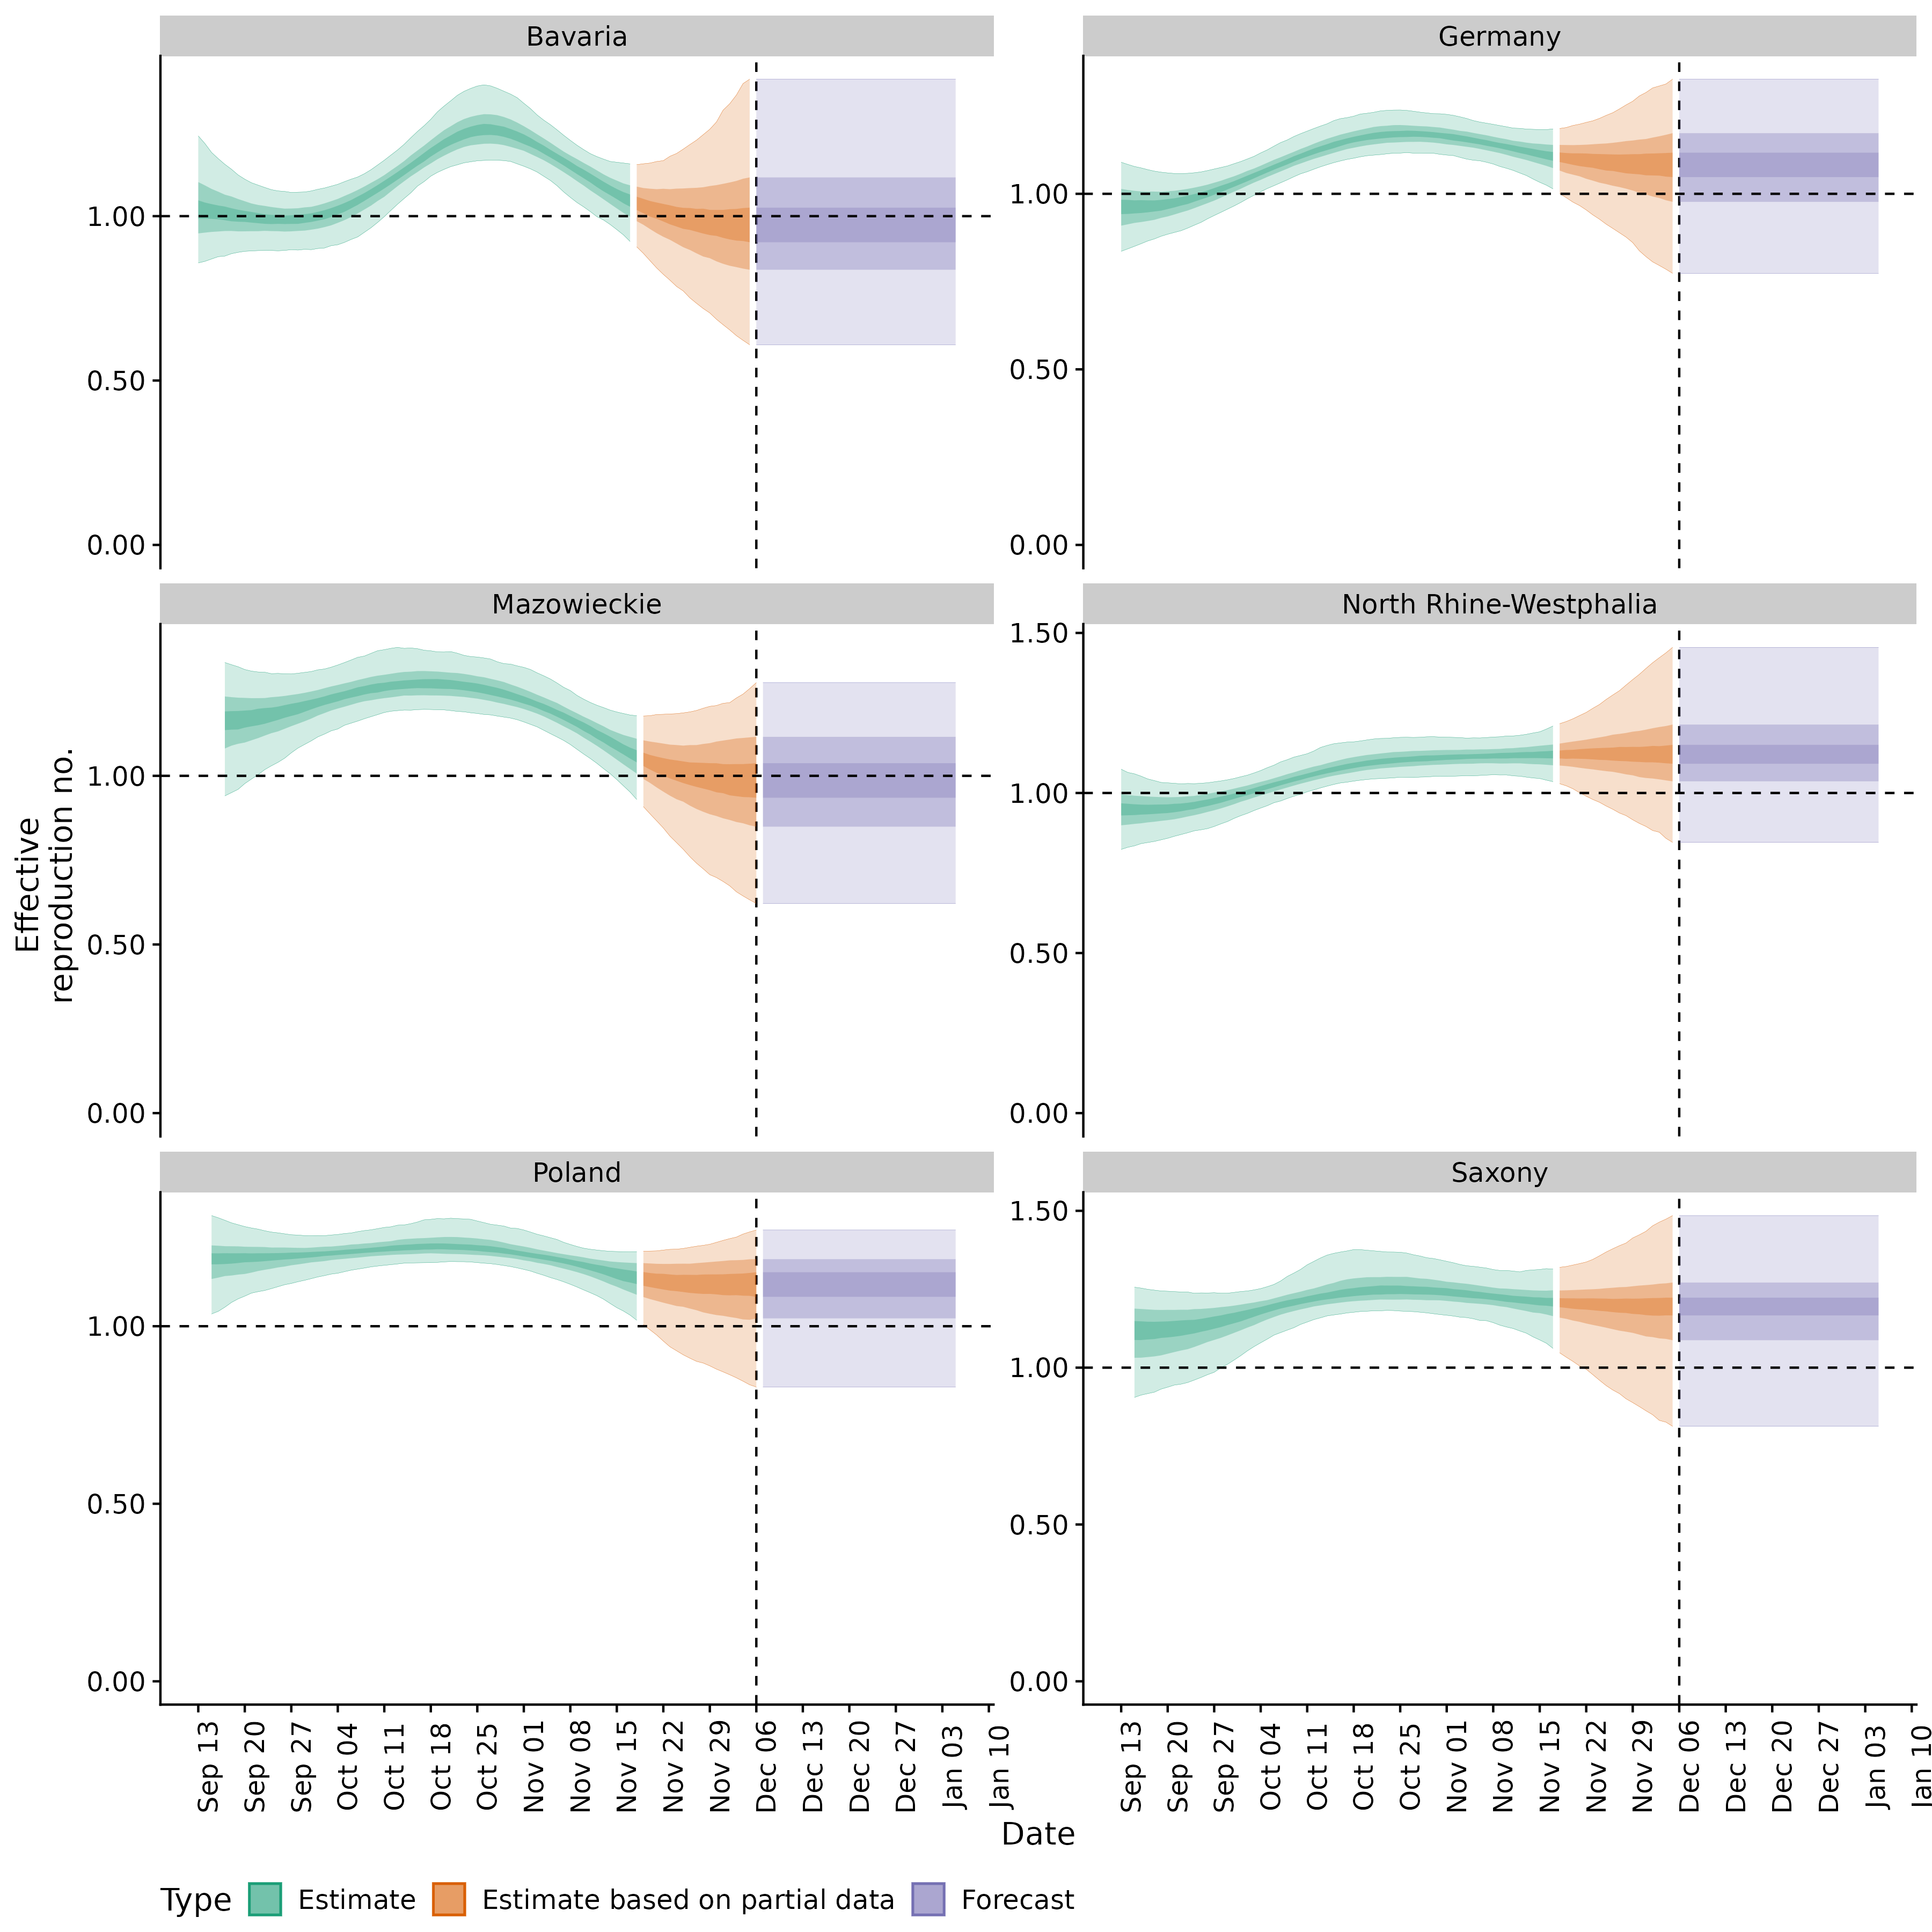 Bavaria
Germany
1.00
0.50
0.00
1.00
0.50
0.00
Mazowieckie
North Rhine-Westphalia
1.00
0.50
0.00
1.50
1.00
0.50
0.00
Effective
reproduction no.
Poland
Saxony
1.00
0.50
0.00
1.50
1.00
0.50
0.00
Sep 13
Sep 20
Sep 27
Oct 04
Oct 11
Oct 18
Oct 25
Nov 01
Nov 08
Nov 15
Nov 22
Nov 29
Dec 06
Dec 13
Dec 20
Dec 27
Jan 03
Jan 10
Sep 13
Sep 20
Sep 27
Oct 04
Oct 11
Oct 18
Oct 25
Nov 01
Nov 08
Nov 15
Nov 22
Nov 29
Dec 06
Dec 13
Dec 20
Dec 27
Jan 03
Jan 10
Date
Type Estimate Estimate based on partial data Forecast